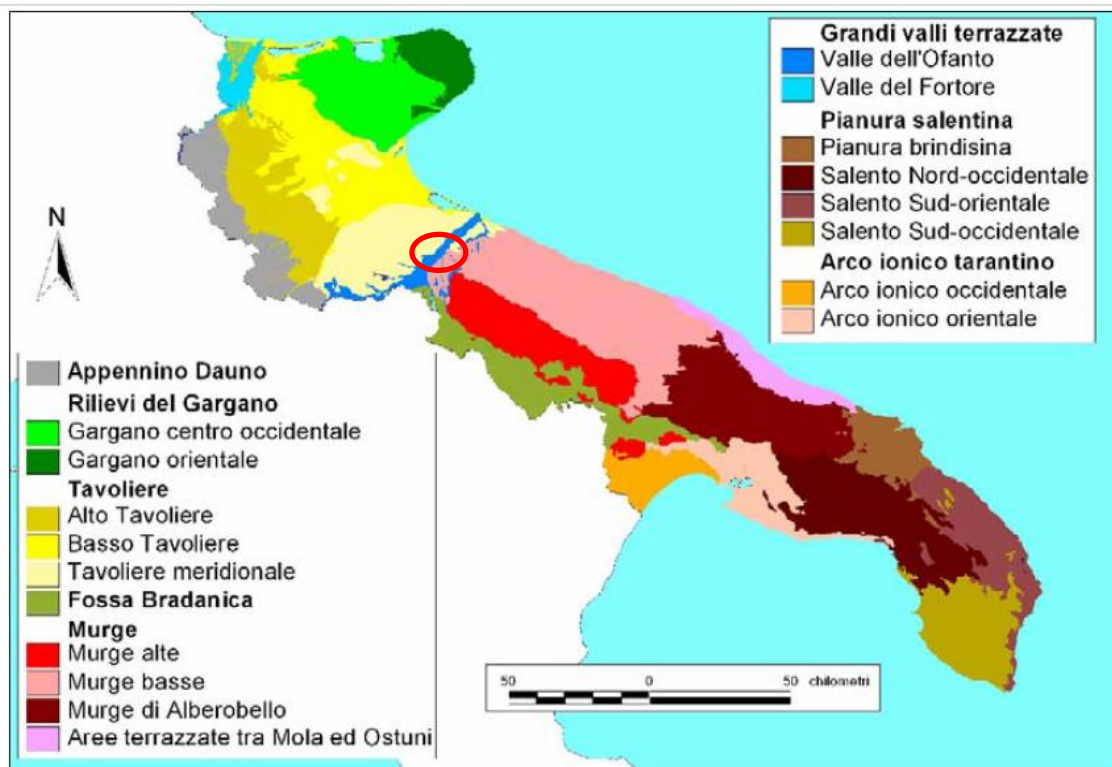 Grandi valli terrazzate
Valle dell'Ofanto
Valle del Fortore
Pianura salentina
Pianura brindisina
Salento Nord-occidentale
Salento Sud-orientale
Salento Sud-occidentale
Arco ionico tarantino
Arco ionico occidentale
Arco ionico orientale
N
Appennino Dauno
Rilievi del Gargano
Gargano centro occidentale
Gargano orientale
Tavoliere
Alto Tavoliere
Basso Tavoliere
Tavoliere meridionale
Fossa Bradanica
Murge
Murge alte
Murge basse
Murge di Alberobello
Aree terrazzate tra Mola ed Ostuni
50 0 50 chilometri